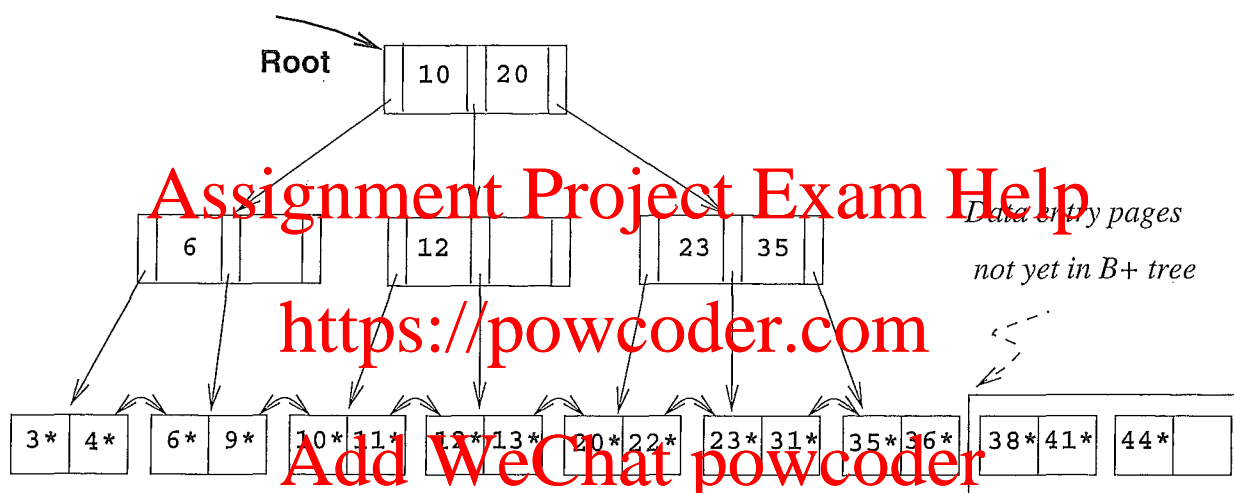 Root
10 20
Assignment Project Exam Help
Data entry pages
6 12 23 35
not yet in B+ tree
https://powcoder.com
3* 4* 6* 9* 10* 11* 12* 13* 20* 22* 23* 31* 35* 36* 38* 41* 44*
Add WeChat powcoder